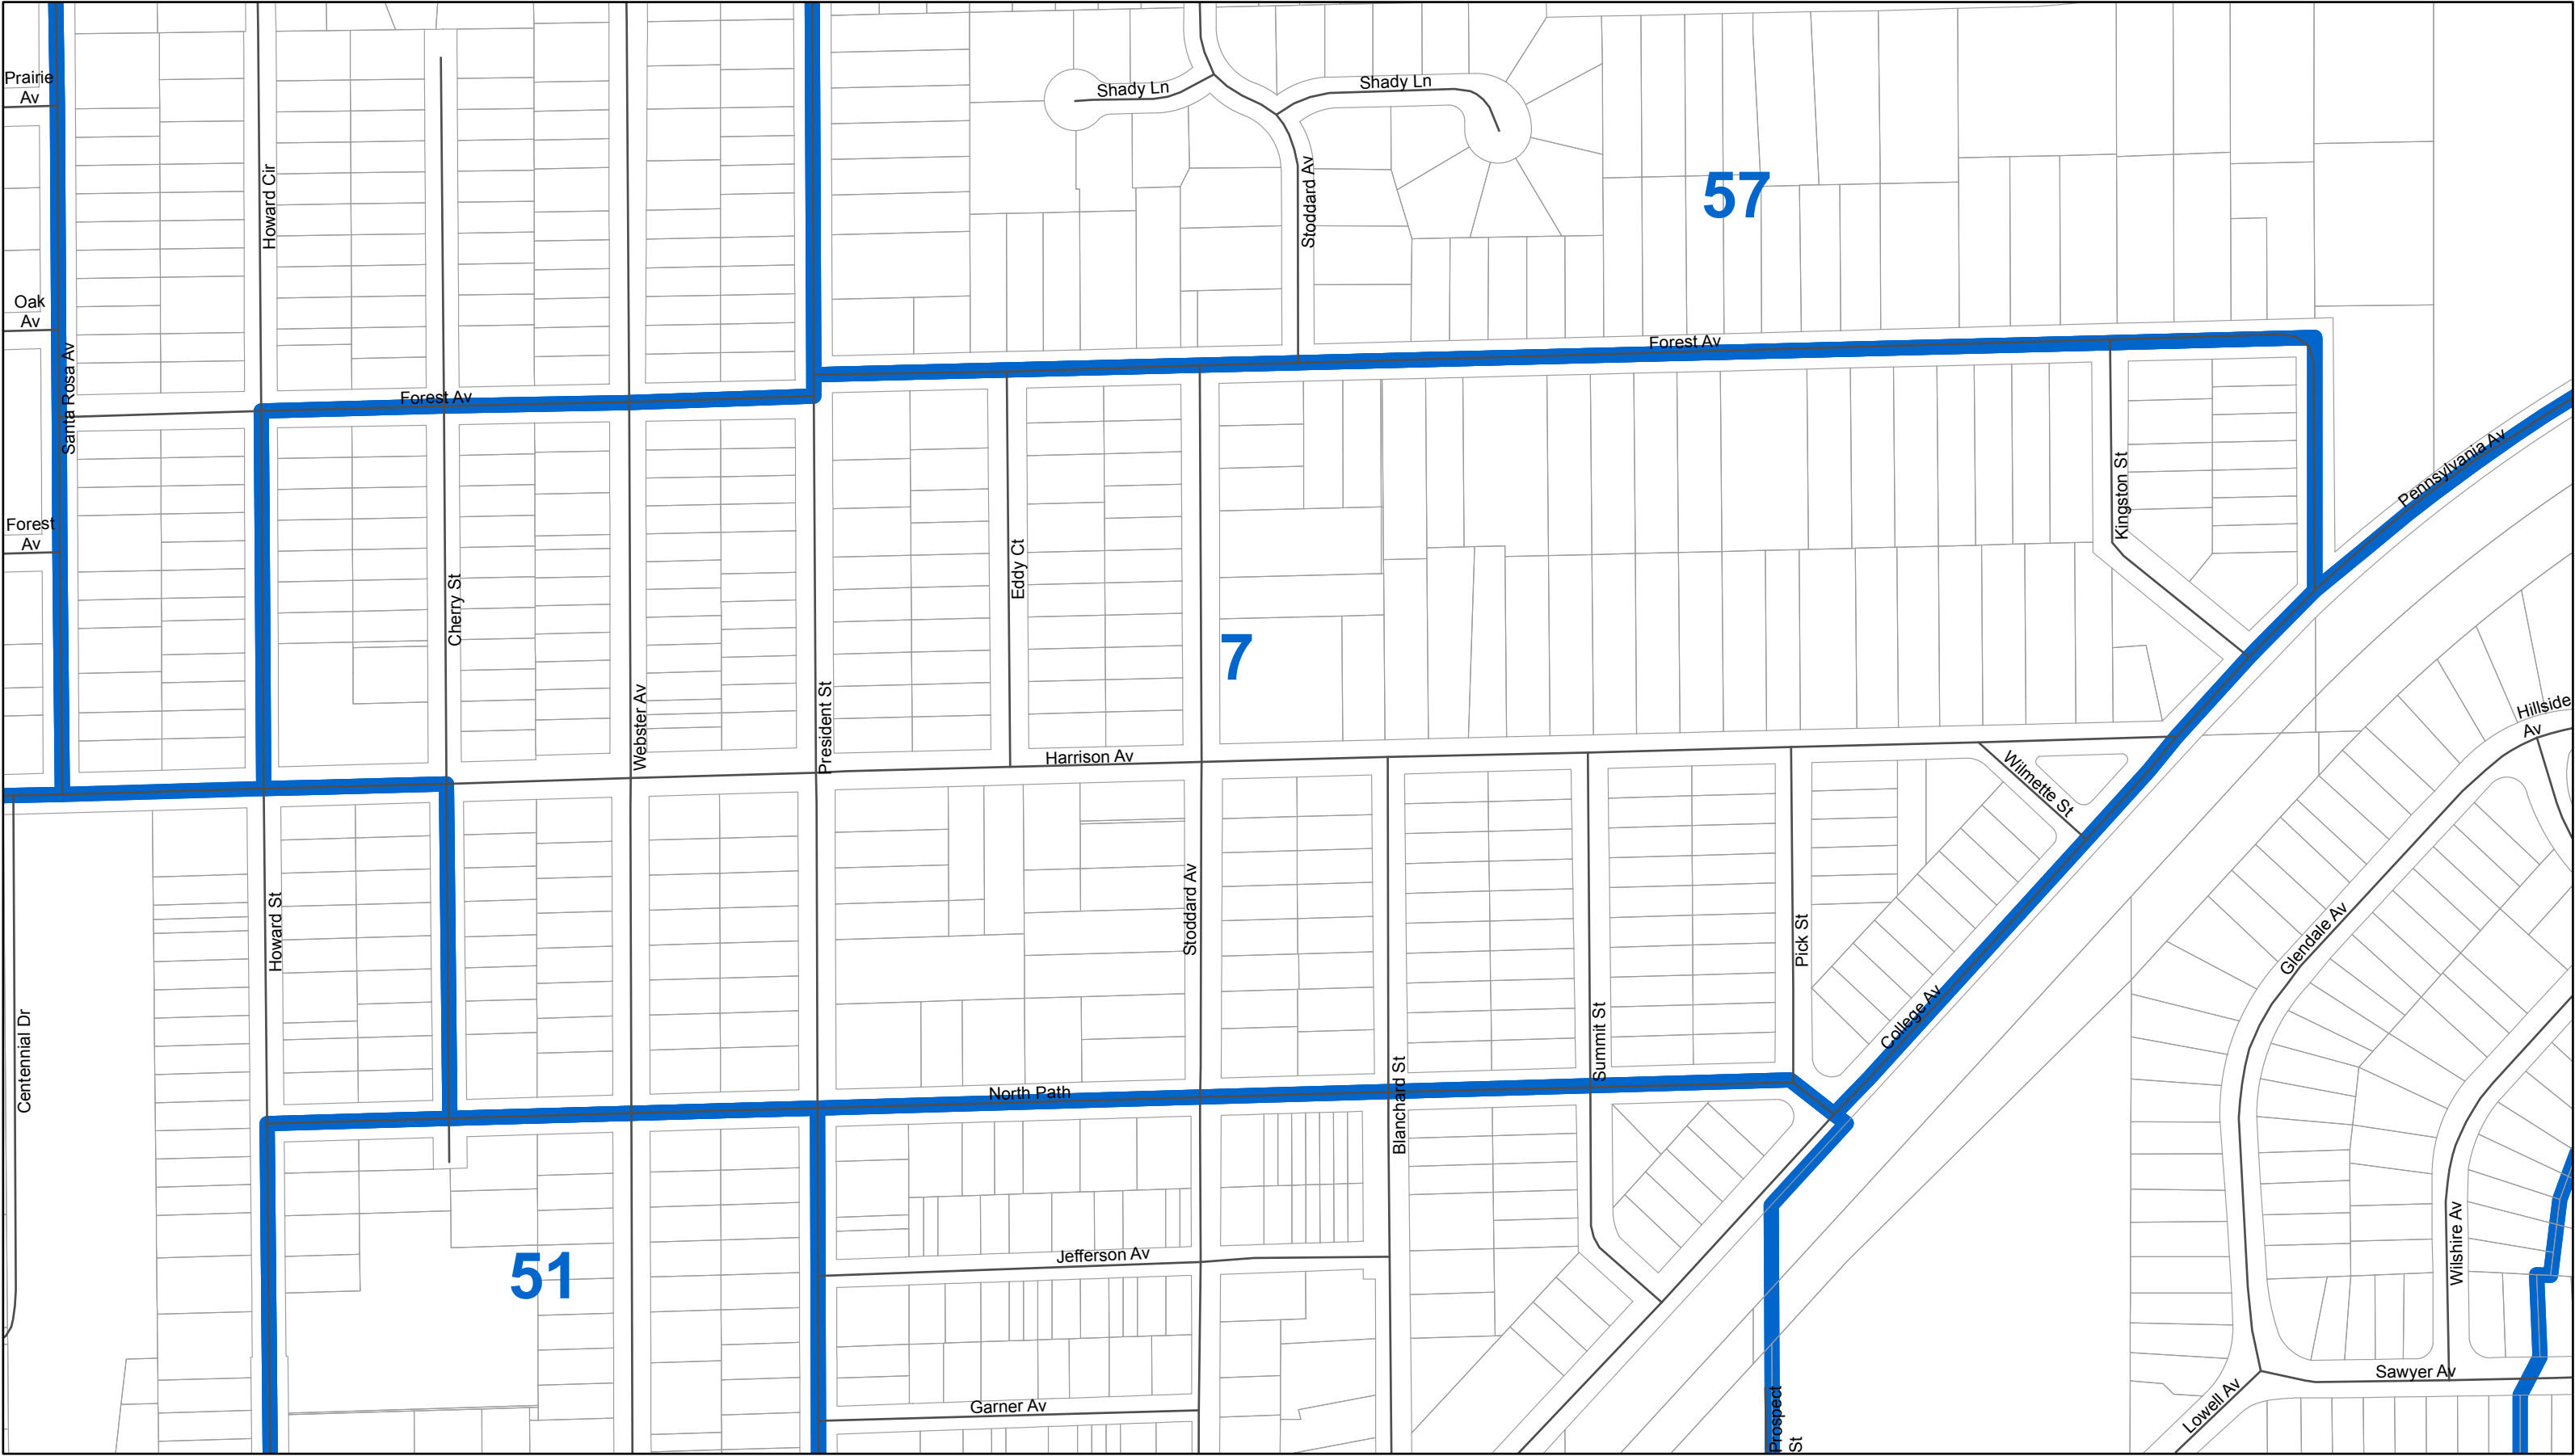 Prairie
Av
Shady Ln
Shady Ln
Howard Cir
Stoddard Av
57
Oak
Av
Santa Rosa Av
Forest Av
Forest Av
Forest
Av
Cherry St
Eddy Ct
Kingston St
Pennsylvania Av
7
Webster Av
President St
Harrison Av
Wilmette St
Hillside
Av
Howard St
Stoddard Av
Pick St
Glendale Av
Centennial Dr
Summit St
College Av
North Path
Blanchard St
51
Jefferson Av
Wilshire Av
Garner Av
Sawyer Av
Lowell Av
Prospect
St